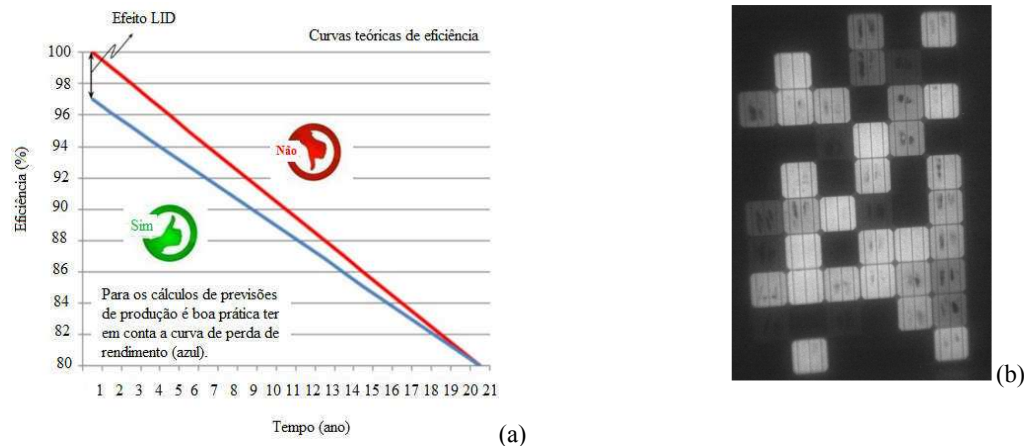 Efeito LID
Curvas teóricas de eficiência
100
98
96
94
92
90
88
86
84
82
80
Eficiência (%)
Não
Sim
Para os cálculos de previsões
de produção é boa prática ter
em conta a curva de perda de
rendimento (azul).
1 2 3 4 5 6 7 8 9 10 11 12 13 14 15 16 17 18 19 20 21
Tempo (ano)
(a)
(b)